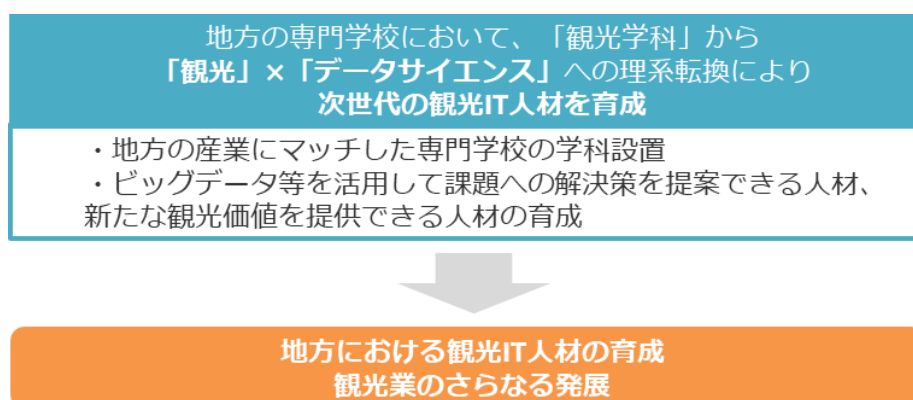 地方の専門学校において、「観光学科」から
「観光」×「データサイエンス」への理系転換により
次世代の観光IT人材を育成
・地方の産業にマッチした専門学校の学科設置
・ビッグデータ等を活用して課題への解決策を提案できる人材、
新たな観光価値を提供できる人材の育成
地方における観光IT人材の育成
観光業のさらなる発展